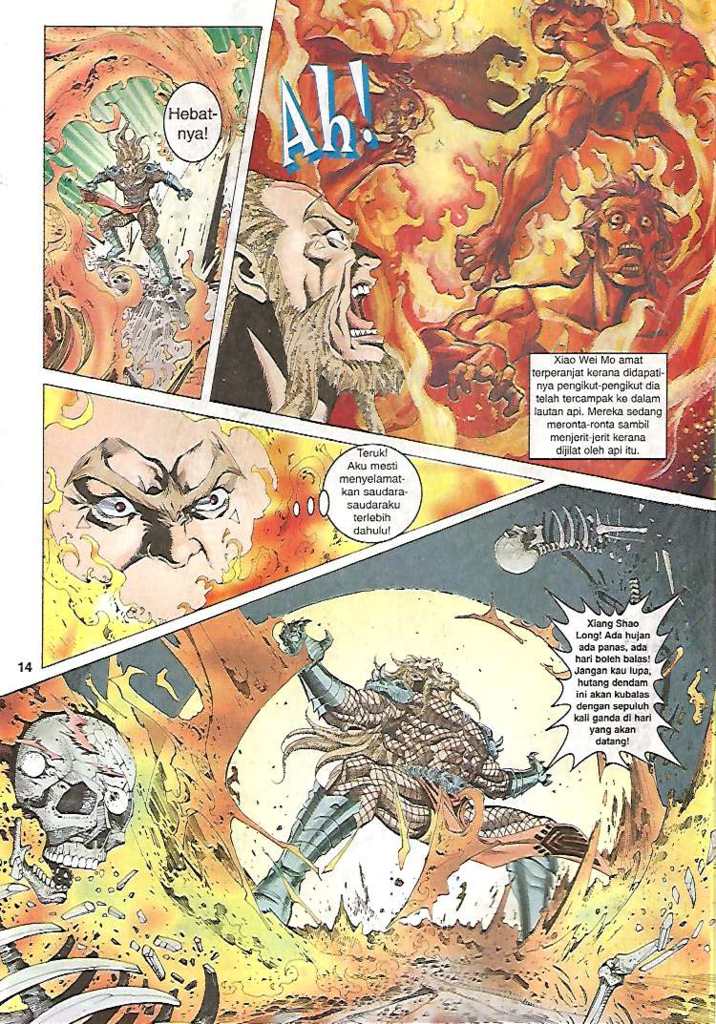 Hebat-
nya!
Ah!
Xiao Wei Mo amat
terperanjat kerana didapati-
nya pengikut-pengikut dia
telah tercampak ke dalam
lautan api. Mereka sedang
meronta-ronta sambil
menjerit-jerit kerana
dijilat oleh api itu.
...
Teruk!
Aku mesti
menyelamat-
kan saudara-
saudaraku
terlebih
dahulu!
14
Xiang Shao
Long! Ada hujan
ada panas, ada
hari boleh balas!
Jangan kau lupa,
hutang dendam
ini akan kubalas
dengan sepuluh
kali ganda di hari
yang akan
datang!